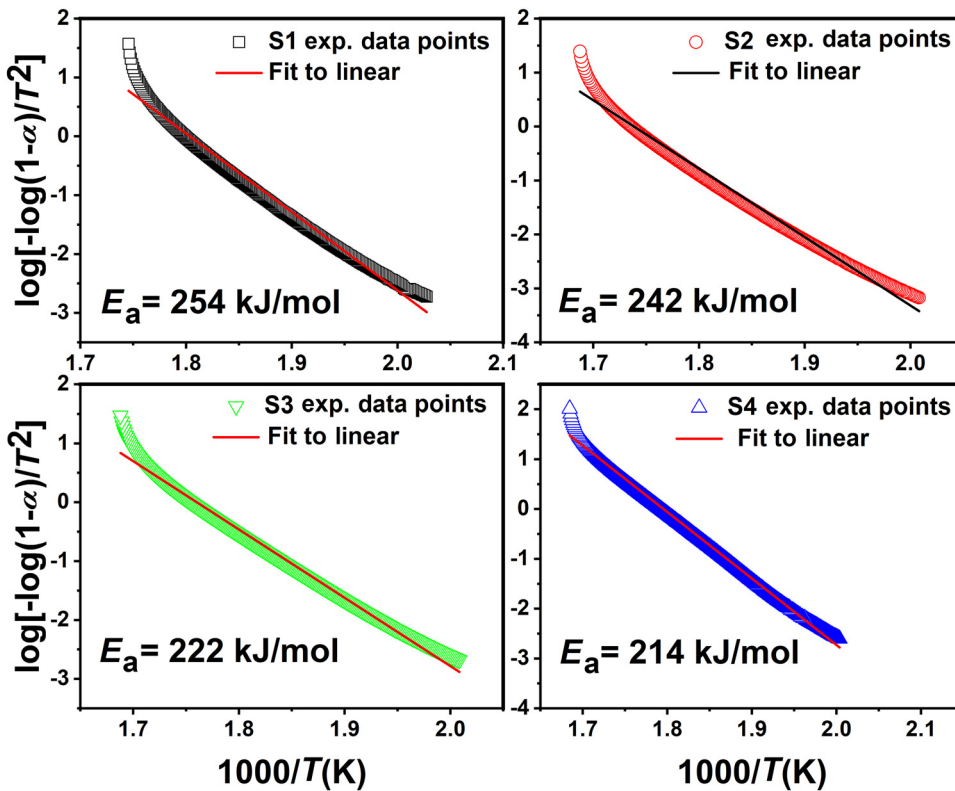 log[-log(1-α)/T²]
2
1
0
-1
-2
-3
S1 exp. data points
Fit to linear
Eₐ= 254 kJ/mol
1.7 1.8 1.9 2.0 2.1
2
1
0
-1
-2
-3
-4
S2 exp. data points
Fit to linear
Eₐ= 242 kJ/mol
1.7 1.8 1.9 2.0
log[-log(1-α)/T²]
2
1
0
-1
-2
-3
S3 exp. data points
Fit to linear
Eₐ= 222 kJ/mol
1.7 1.8 1.9 2.0
1000/T(K)
2
1
0
-1
-2
-3
-4
S4 exp. data points
Fit to linear
Eₐ= 214 kJ/mol
1.7 1.8 1.9 2.0 2.1
1000/T(K)